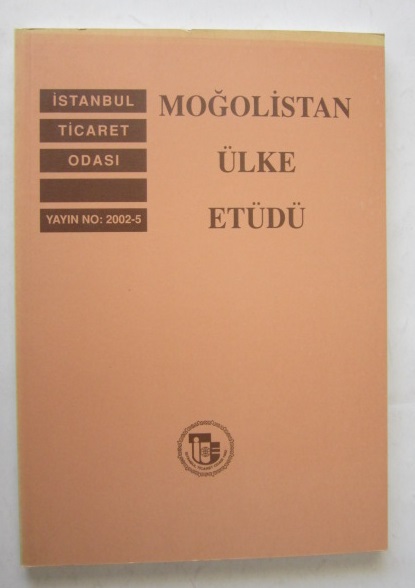 İSTANBUL
TİCARET
ODASI
YAYIN NO: 2002-5
MOĞOLİSTAN
ÜLKE
ETÜDÜ